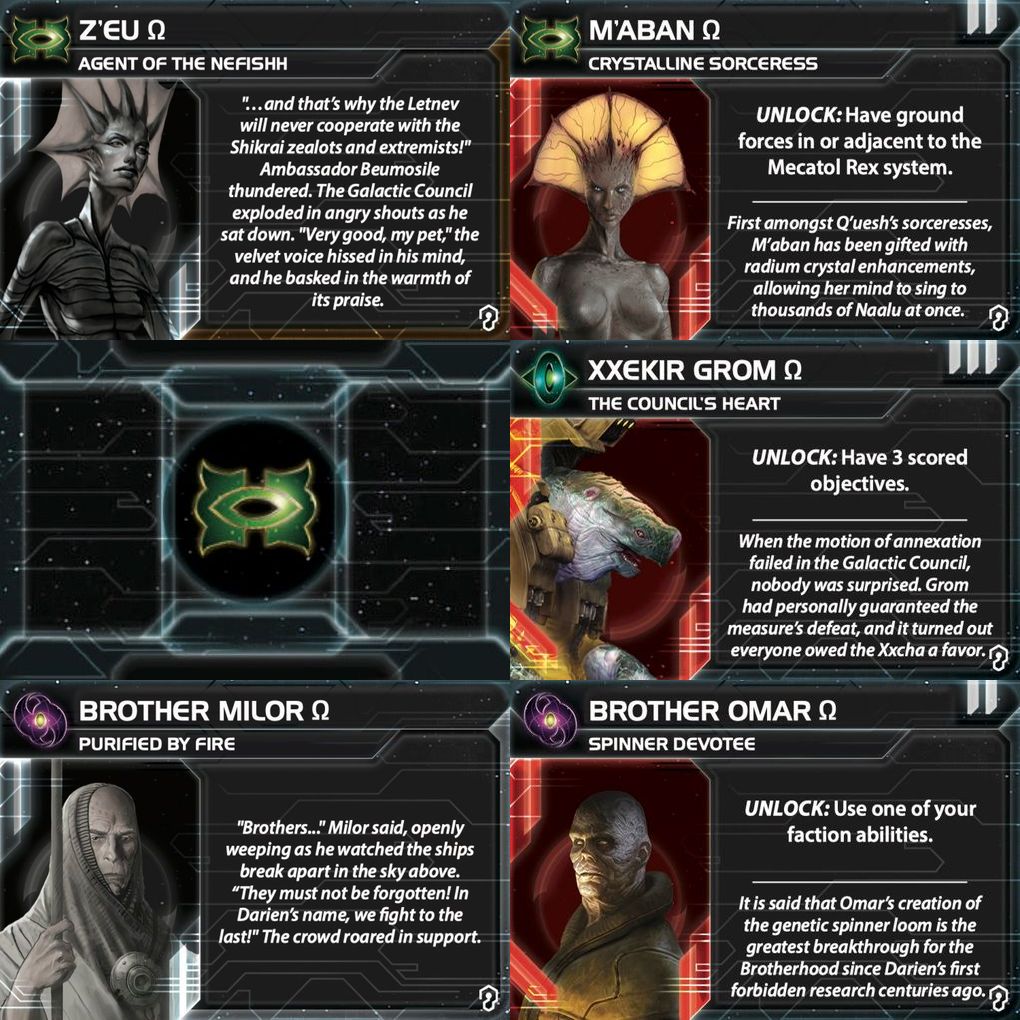 Z'EU Ω
AGENT OF THE NEFISHH
"...and that's why the Letnev
will never cooperate with the
Shikrai zealots and extremists!"
Ambassador Beumosile
thundered. The Galactic Council
exploded in angry shouts as he
sat down. "Very good, my pet," the
velvet voice hissed in his mind,
and he basked in the warmth of
its praise.
M'ABAN Ω
CRYSTALLINE SORCERESS
II
UNLOCK: Have ground
forces in or adjacent to the
Mecatol Rex system.
First amongst Q'uesh's sorceresses,
M'aban has been gifted with
radium crystal enhancements,
allowing her mind to sing to
thousands of Naalu at once.
XXEKIR GROM Ω
THE COUNCIL'S HEART
III
UNLOCK: Have 3 scored
objectives.
When the motion of annexation
failed in the Galactic Council,
nobody was surprised. Grom
had personally guaranteed the
measure's defeat, and it turned out
everyone owed the Xxcha a favor.
BROTHER MILOR Ω
PURIFIED BY FIRE
"Brothers..." Milor said, openly
weeping as he watched the ships
break apart in the sky above.
“They must not be forgotten! In
Darien's name, we fight to the
last!" The crowd roared in support.
BROTHER OMAR Ω
SPINNER DEVOTEE
II
UNLOCK: Use one of your
faction abilities.
It is said that Omar's creation of
the genetic spinner loom is the
greatest breakthrough for the
Brotherhood since Darien's first
forbidden research centuries ago.